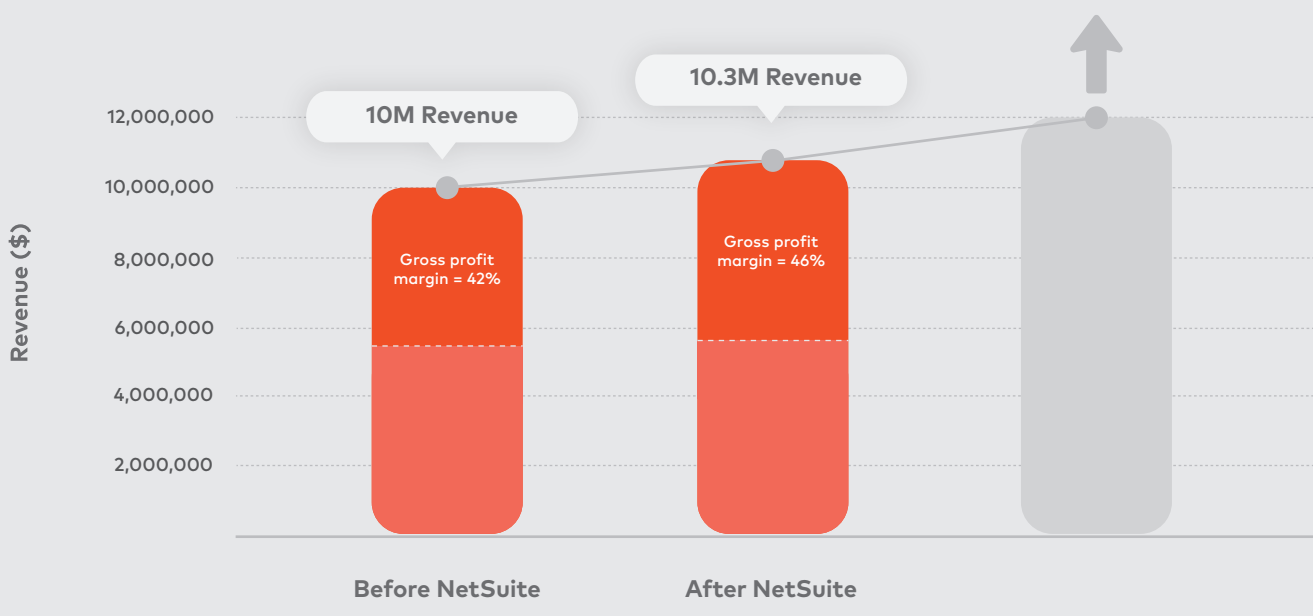 10.3M Revenue
10M Revenue
12,000,000
10,000,000
8,000,000
6,000,000
4,000,000
2,000,000
Revenue ($)
Gross profit
margin = 42%
Gross profit
margin = 46%
Before NetSuite
After NetSuite